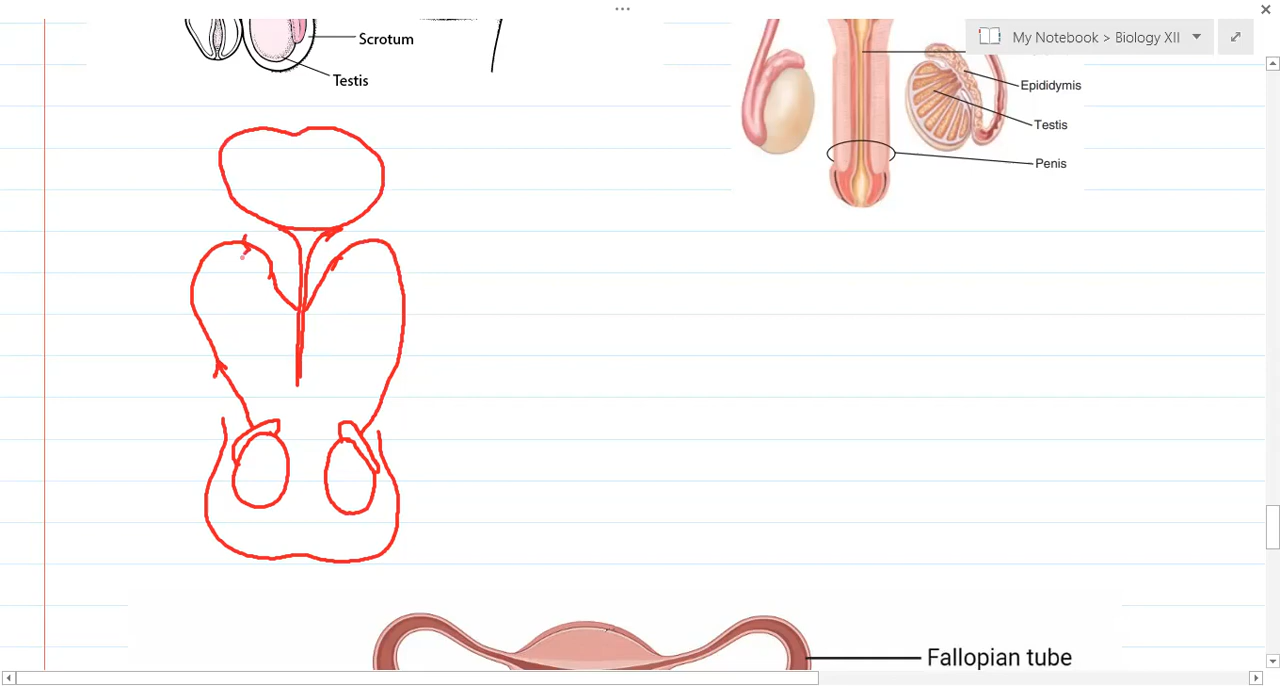 Scrotum
Testis
My Notebook > Biology XII
Epididymis
Testis
Penis
Fallopian tube